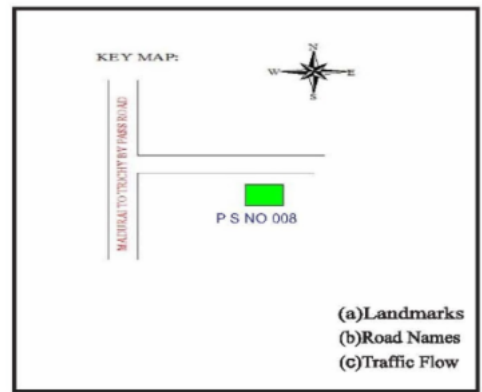 KEY MAP:
N
W
E
S
MADURAI TO TRICHY BY PASS ROAD
P S NO 008
(a)Landmarks
(b)Road Names
(c)Traffic Flow